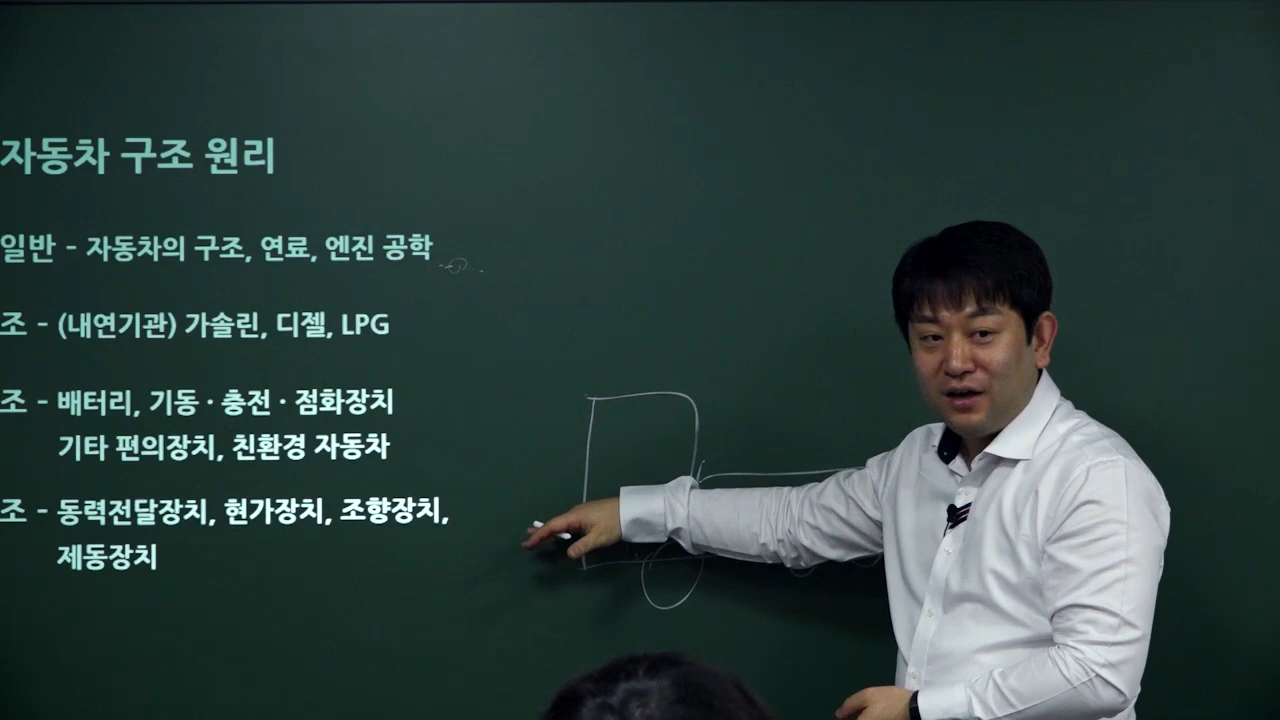 자동차 구조 원리
일반 - 자동차의 구조, 연료, 엔진 공학
조 - (내연기관) 가솔린, 디젤, LPG
조 - 배터리, 기동 · 충전 · 점화장치
기타 편의장치, 친환경 자동차
조 - 동력전달장치, 현가장치, 조향장치,
제동장치